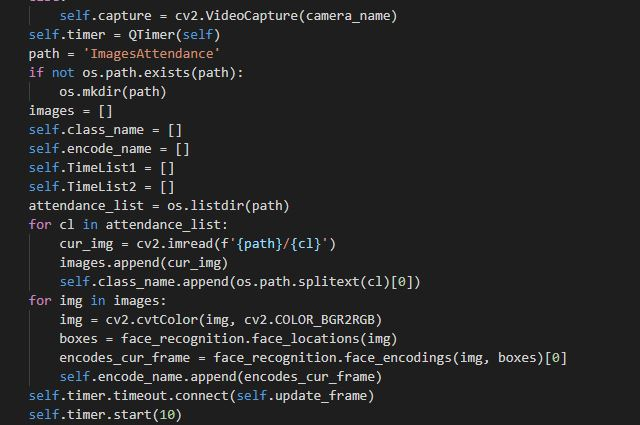 self.capture = cv2.VideoCapture(camera_name)
self.timer = QTimer(self)
path = 'ImagesAttendance'
if not os.path.exists(path):
os.mkdir(path)
images = []
self.class_name = []
self.encode_name = []
self.TimeList1 = []
self.TimeList2 = []
attendance_list = os.listdir(path)
for cl in attendance_list:
cur_img = cv2.imread(f'{path}/{cl}')
images.append(cur_img)
self.class_name.append(os.path.splitext(cl)[0])
for img in images:
img = cv2.cvtColor(img, cv2.COLOR_BGR2RGB)
boxes = face_recognition.face_locations(img)
encodes_cur_frame = face_recognition.face_encodings(img, boxes)[0]
self.encode_name.append(encodes_cur_frame)
self.timer.timeout.connect(self.update_frame)
self.timer.start(10)